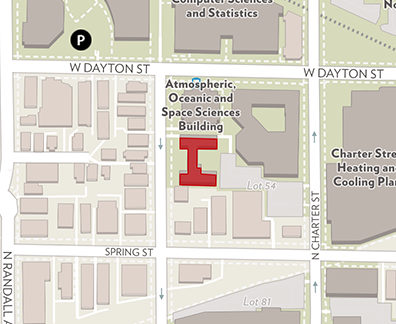 Computer Sciences
and Statistics
No
P
W DAYTON ST
W DAYTON ST
Atmospheric,
Oceanic and
Space Sciences
Building
Charter Stre
Heating and
Cooling Plan
Lot 54
N CHARTER ST
SPRING ST
N RANDALL A
Lot 81